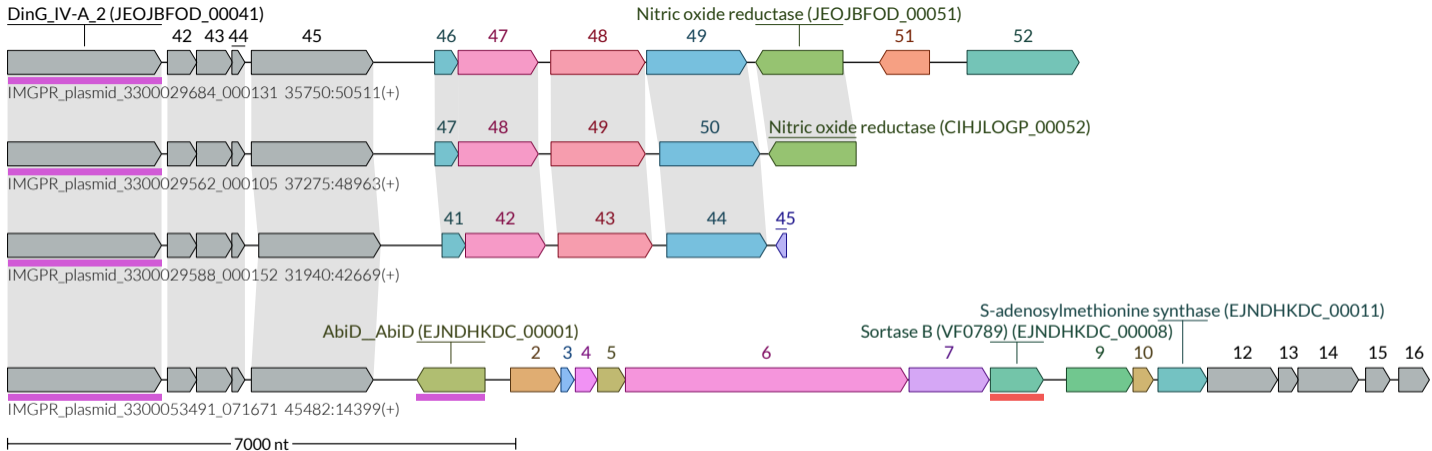 DinG_IV-A_2 (JEOJBFOD_00041)
Nitric oxide reductase (JEOJBFOD_00051)
42 43 44 45 46 47 48 49 51 52
IMGPR_plasmid_3300029684_000131 35750:50511(+)
47 48 49 50 Nitric oxide reductase (CIHJLOGP_00052)
IMGPR_plasmid_3300029562_000105 37275:48963(+)
41 42 43 44 45
IMGPR_plasmid_3300029588_000152 31940:42669(+)
S-adenosylmethionine synthase (EJNDHKDC_00011)
AbiD__AbiD (EJNDHKDC_00001) Sortase B (VF0789) (EJNDHKDC_00008)
2 3 4 5 6 7 9 10 12 13 14 15 16
IMGPR_plasmid_3300053491_071671 45482:14399(+)
7000 nt